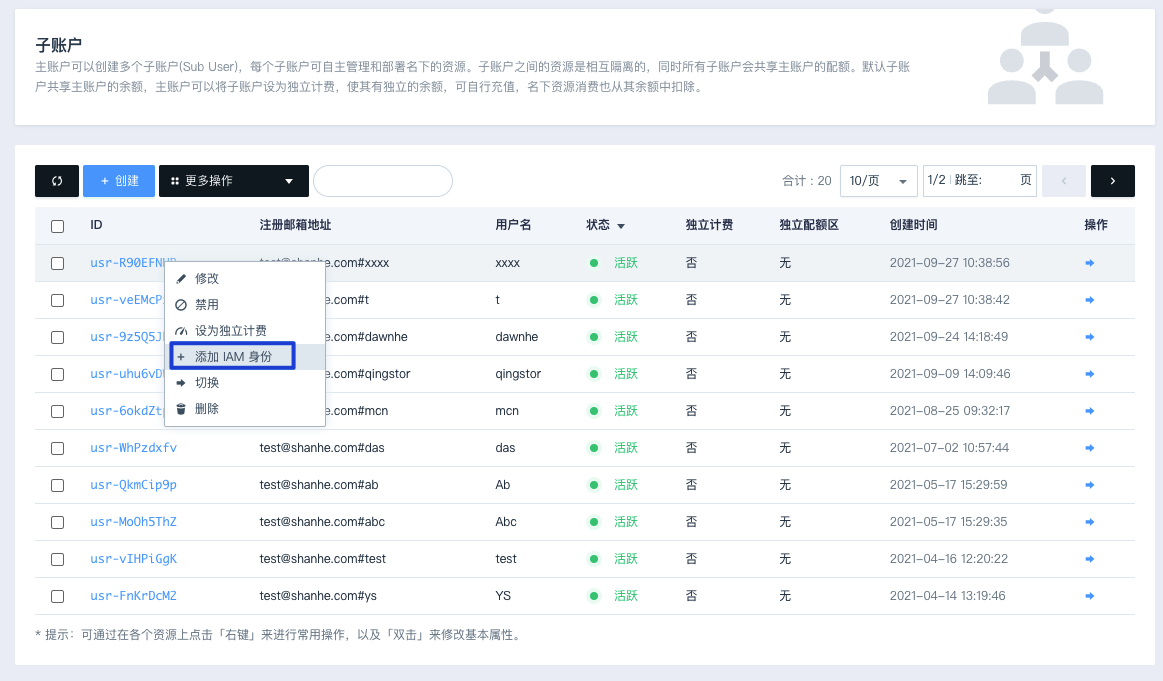 子账户
主账户可以创建多个子账户(Sub User)，每个子账户可自主管理和部署名下的资源。子账户之间的资源是相互隔离的，同时所有子账户会共享主账户的配额。默认子账
户共享主账户的余额，主账户可以将子账户设为独立计费，使其有独立的余额，可自行充值，名下资源消费也从其余额中扣除。
+ 创建 更多操作 合计 : 20 10/页 1/2 跳至: 页
ID 注册邮箱地址 用户名 状态 独立计费 独立配额区 创建时间 操作
usr-R90EFN test@shanhe.com#xxxx xxxx 活跃 否 无 2021-09-27 10:38:56
修改
禁用
设为独立计费
+ 添加 IAM 身份
切换
删除
usr-veEMcP e.com#t t 活跃 否 无 2021-09-27 10:38:42
usr-9z5Q5J e.com#dawnhe dawnhe 活跃 否 无 2021-09-24 14:18:49
usr-uhu6vD e.com#qingstor qingstor 活跃 否 无 2021-09-09 14:09:46
usr-6okdZt e.com#mcn mcn 活跃 否 无 2021-08-25 09:32:17
usr-WhPzdxfv test@shanhe.com#das das 活跃 否 无 2021-07-02 10:57:44
usr-QkmCip9p test@shanhe.com#ab Ab 活跃 否 无 2021-05-17 15:29:59
usr-MoOh5ThZ test@shanhe.com#abc Abc 活跃 否 无 2021-05-17 15:29:35
usr-vIHPiGgK test@shanhe.com#test test 活跃 否 无 2021-04-16 12:20:22
usr-FnKrDcMZ test@shanhe.com#ys YS 活跃 否 无 2021-04-14 13:19:46
* 提示：可通过在各个资源上点击「右键」来进行常用操作，以及「双击」来修改基本属性。